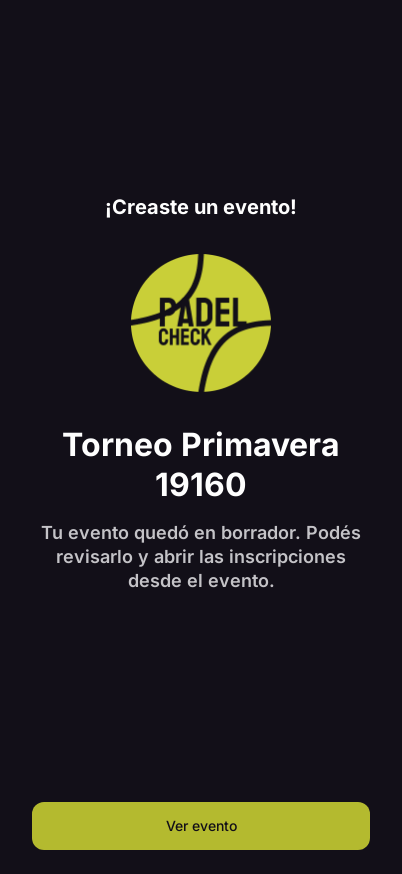 ¡Creaste un evento!
PADEL
CHECK
Torneo Primavera
19160
Tu evento quedó en borrador. Podés
revisarlo y abrir las inscripciones
desde el evento.
Ver evento